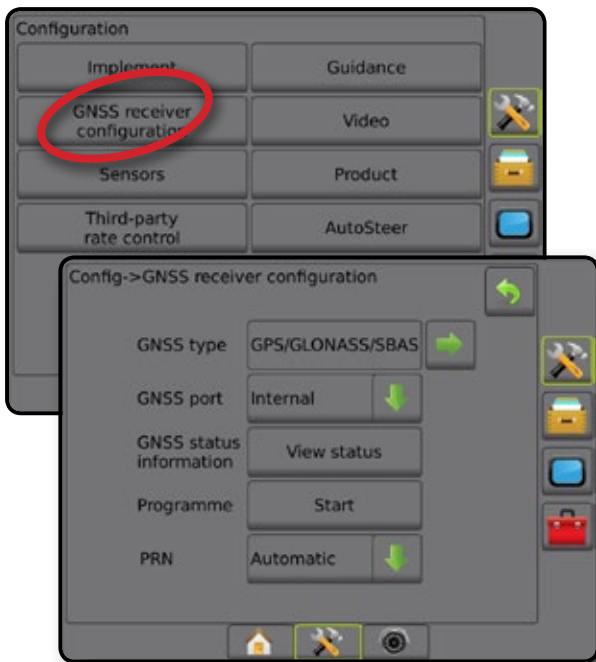 Configuration
Implement
Guidance
GNSS receiver
configuration
Video
Sensors
Product
Third-party
rate control
AutoSteer
Config->GNSS receiver configuration
GNSS type
GPS/GLONASS/SBAS
GNSS port
Internal
GNSS status
information
View status
Programme
Start
PRN
Automatic